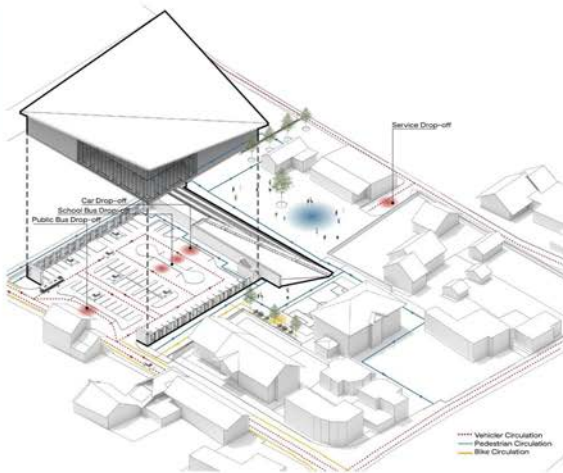 Service Drop-off
Car Drop-off
School Bus Drop-off
Public Bus Drop-off
Vehicler Circulation
Pedestrian Circulation
Bike Circulation